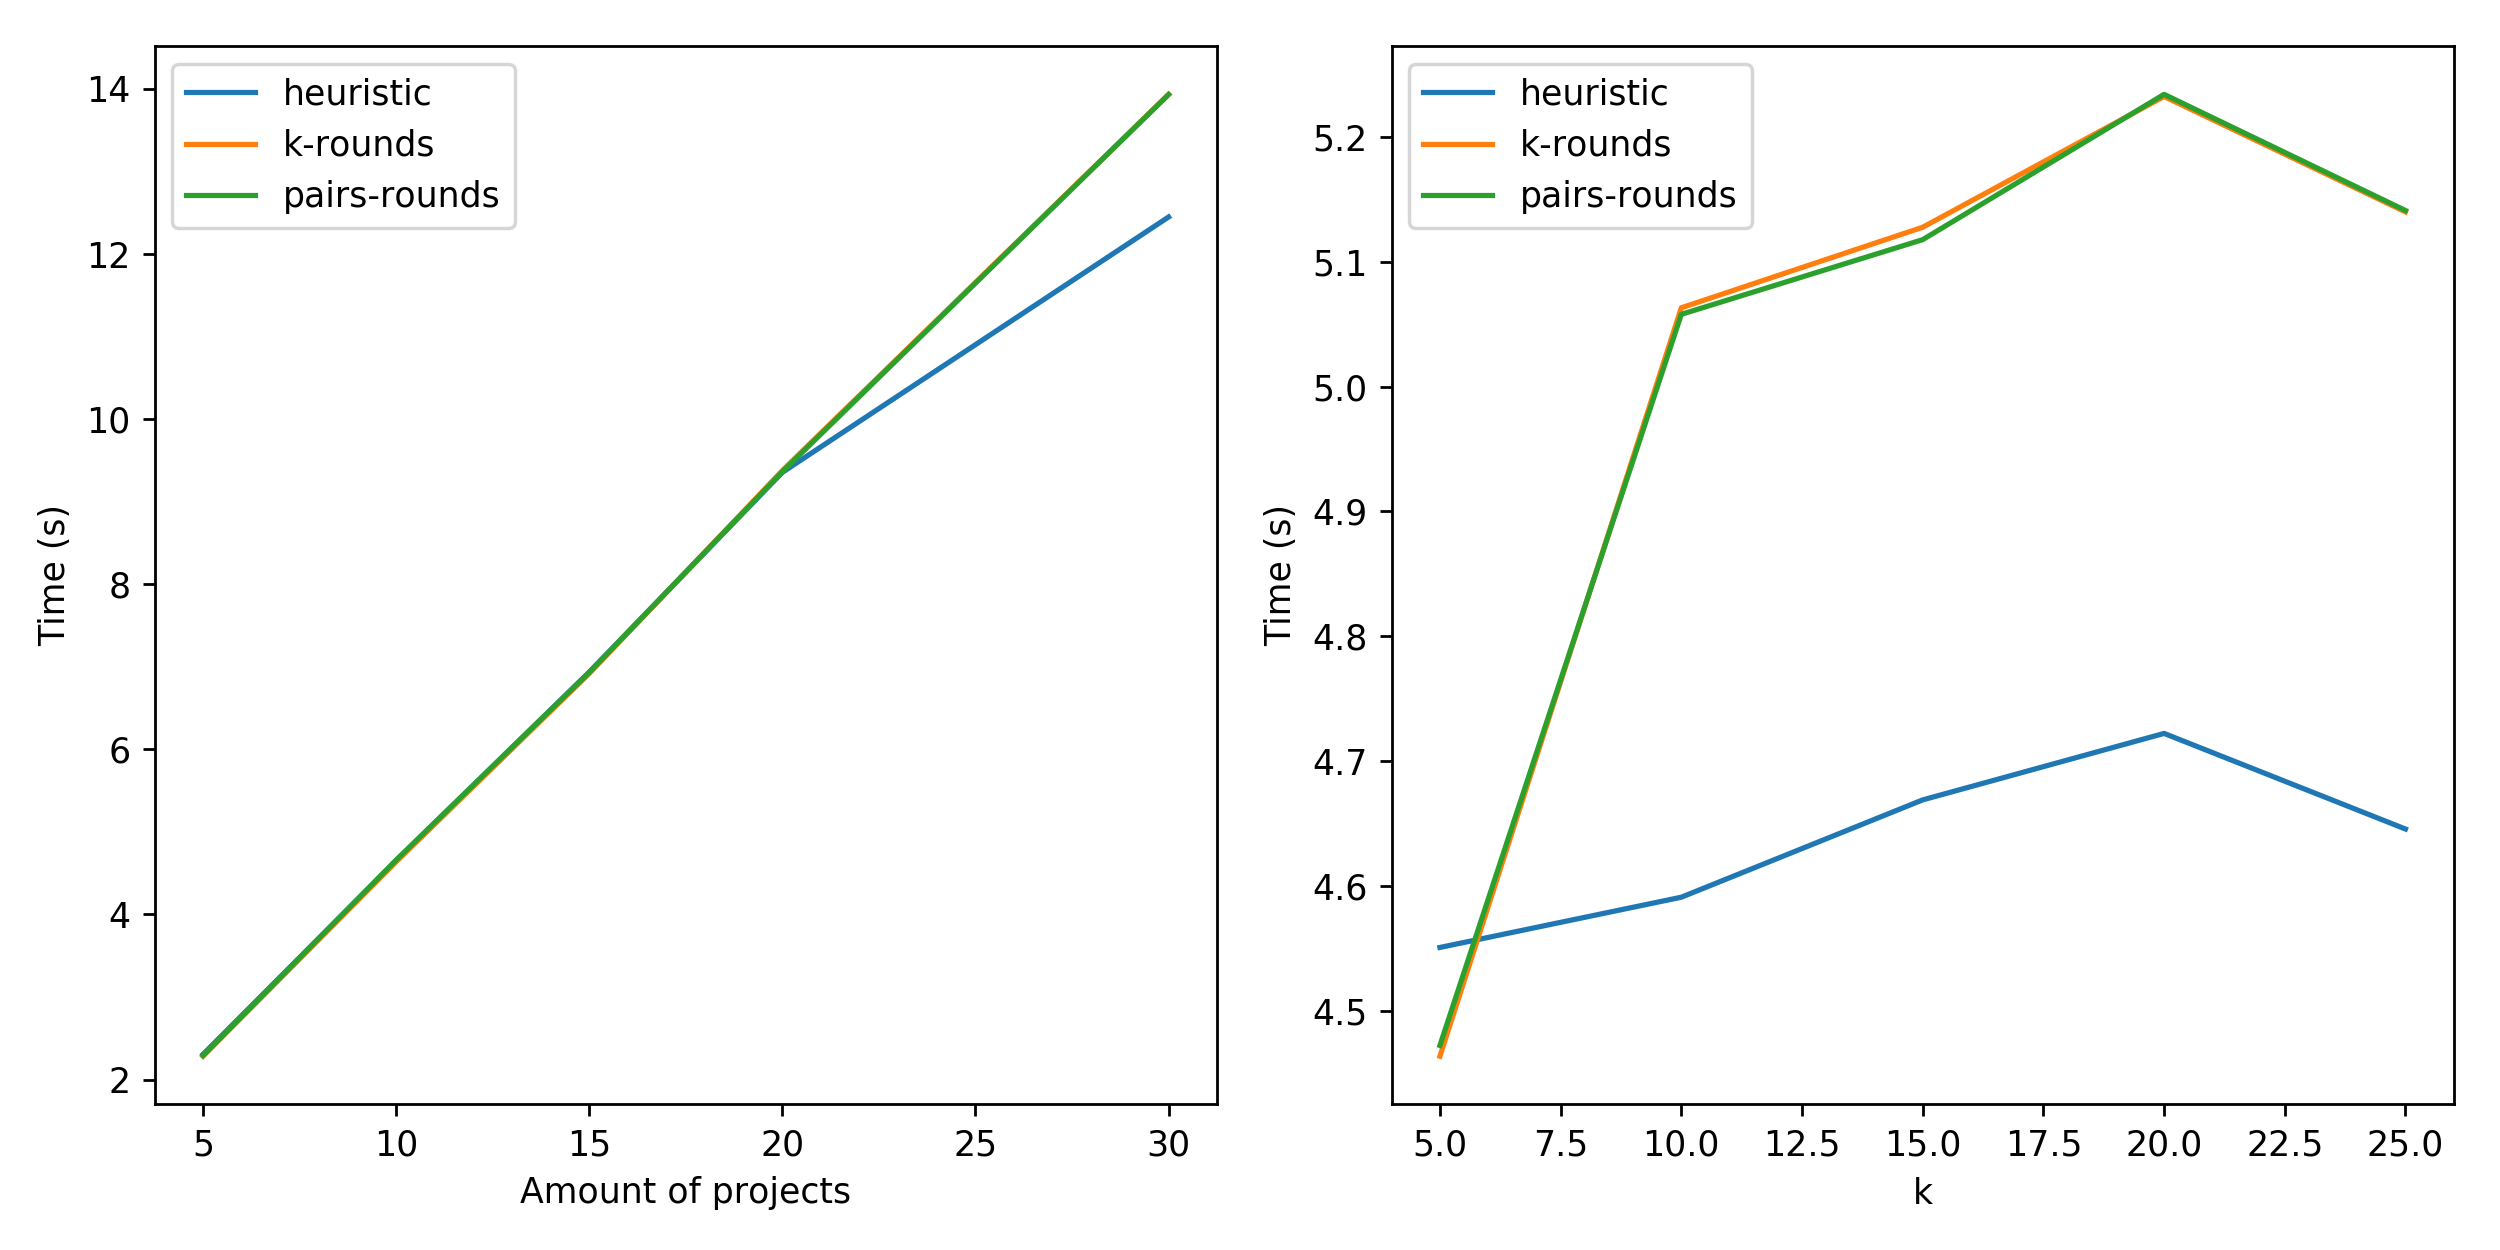 heuristic
k-rounds
pairs-rounds
14
12
10
8
6
4
2
Time (s)
5 10 15 20 25 30
Amount of projects
heuristic
k-rounds
pairs-rounds
5.2
5.1
5.0
4.9
4.8
4.7
4.6
4.5
Time (s)
5.0 7.5 10.0 12.5 15.0 17.5 20.0 22.5 25.0
k